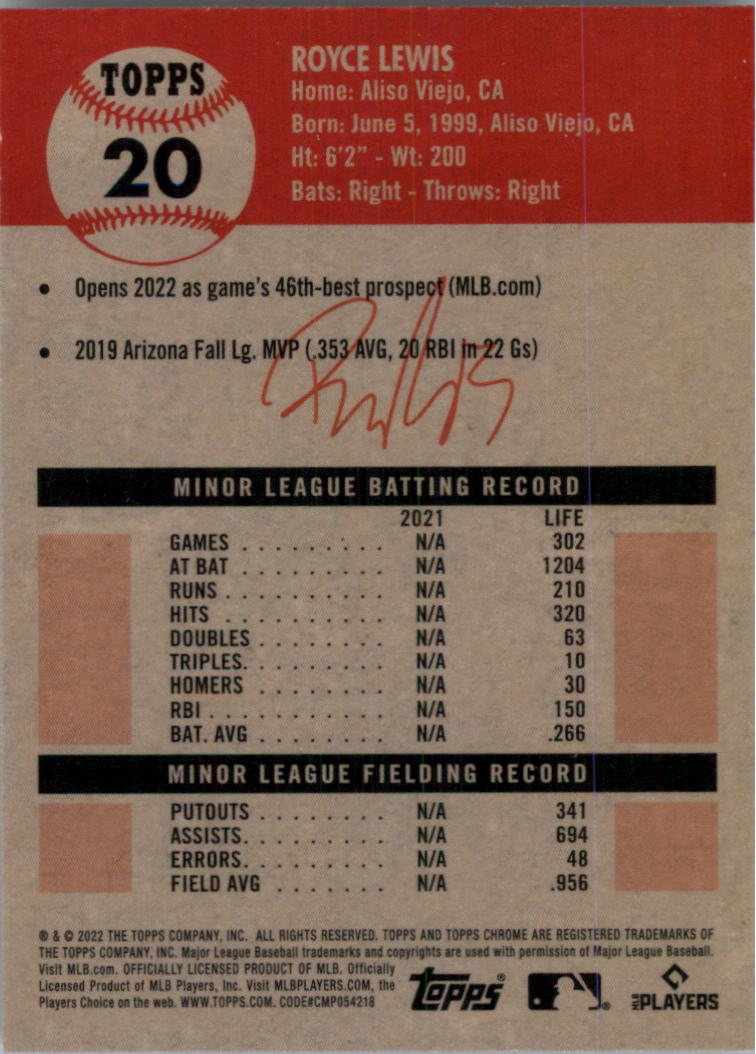 TOPPS
20
ROYCE LEWIS
Home: Aliso Viejo, CA
Born: June 5, 1999, Aliso Viejo, CA
Ht: 6'2" - Wt: 200
Bats: Right - Throws: Right
• Opens 2022 as game's 46th-best prospect (MLB.com)
• 2019 Arizona Fall Lg. MVP (.353 AVG, 20 RBI in 22 Gs)
MINOR LEAGUE BATTING RECORD
2021 LIFE
GAMES . . . . . . . . . N/A 302
AT BAT . . . . . . . . . N/A 1204
RUNS . . . . . . . . . . N/A 210
HITS . . . . . . . . . . N/A 320
DOUBLES . . . . . . . . N/A 63
TRIPLES. . . . . . . . . N/A 10
HOMERS . . . . . . . . N/A 30
RBI . . . . . . . . . . . N/A 150
BAT. AVG . . . . . . . . N/A .266
MINOR LEAGUE FIELDING RECORD
PUTOUTS . . . . . . . . N/A 341
ASSISTS. . . . . . . . . N/A 694
ERRORS. . . . . . . . . N/A 48
FIELD AVG . . . . . . . N/A .956
® & © 2022 THE TOPPS COMPANY, INC. ALL RIGHTS RESERVED. TOPPS AND TOPPS CHROME ARE REGISTERED TRADEMARKS OF
THE TOPPS COMPANY, INC. Major League Baseball trademarks and copyrights are used with permission of Major League Baseball.
Visit MLB.com. OFFICIALLY LICENSED PRODUCT OF MLB. Officially
Licensed Product of MLB Players, Inc. Visit MLBPLAYERS.COM, the
Players Choice on the web. WWW.TOPPS.COM. CODE#CMP054218
topps®
MLB PLAYERS